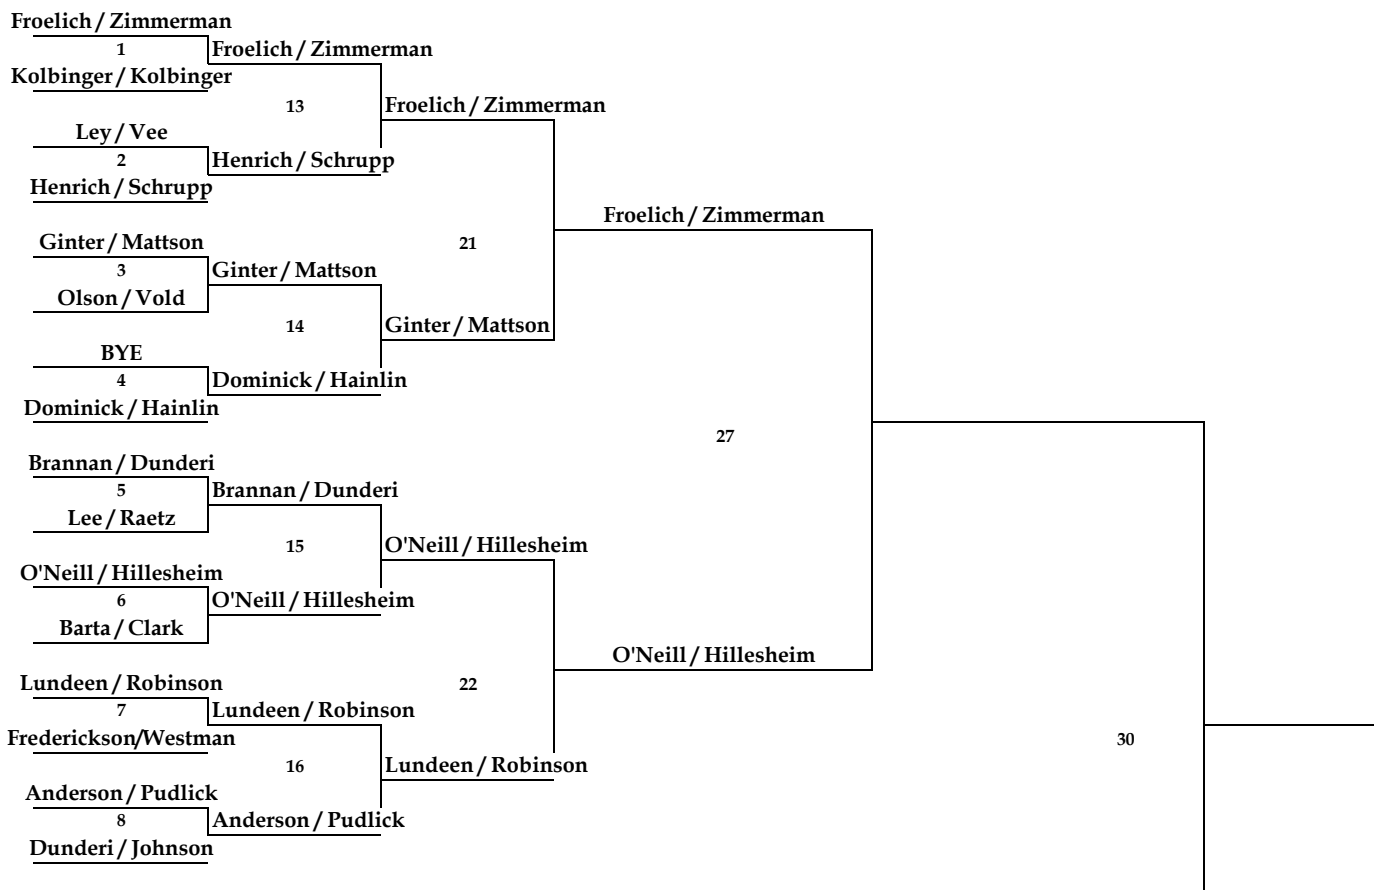 Froelich / Zimmerman
1
Froelich / Zimmerman
Kolbinger / Kolbinger
13
Froelich / Zimmerman
Ley / Vee
2
Henrich / Schrupp
Henrich / Schrupp
Froelich / Zimmerman
Ginter / Mattson
21
3
Ginter / Mattson
Olson / Vold
14
Ginter / Mattson
BYE
4
Dominick / Hainlin
Dominick / Hainlin
27
Brannan / Dunderi
5
Brannan / Dunderi
Lee / Raetz
15
O'Neill / Hillesheim
O'Neill / Hillesheim
6
O'Neill / Hillesheim
Barta / Clark
O'Neill / Hillesheim
Lundeen / Robinson
22
7
Lundeen / Robinson
Frederickson/Westman
30
16
Lundeen / Robinson
Anderson / Pudlick
8
Anderson / Pudlick
Dunderi / Johnson